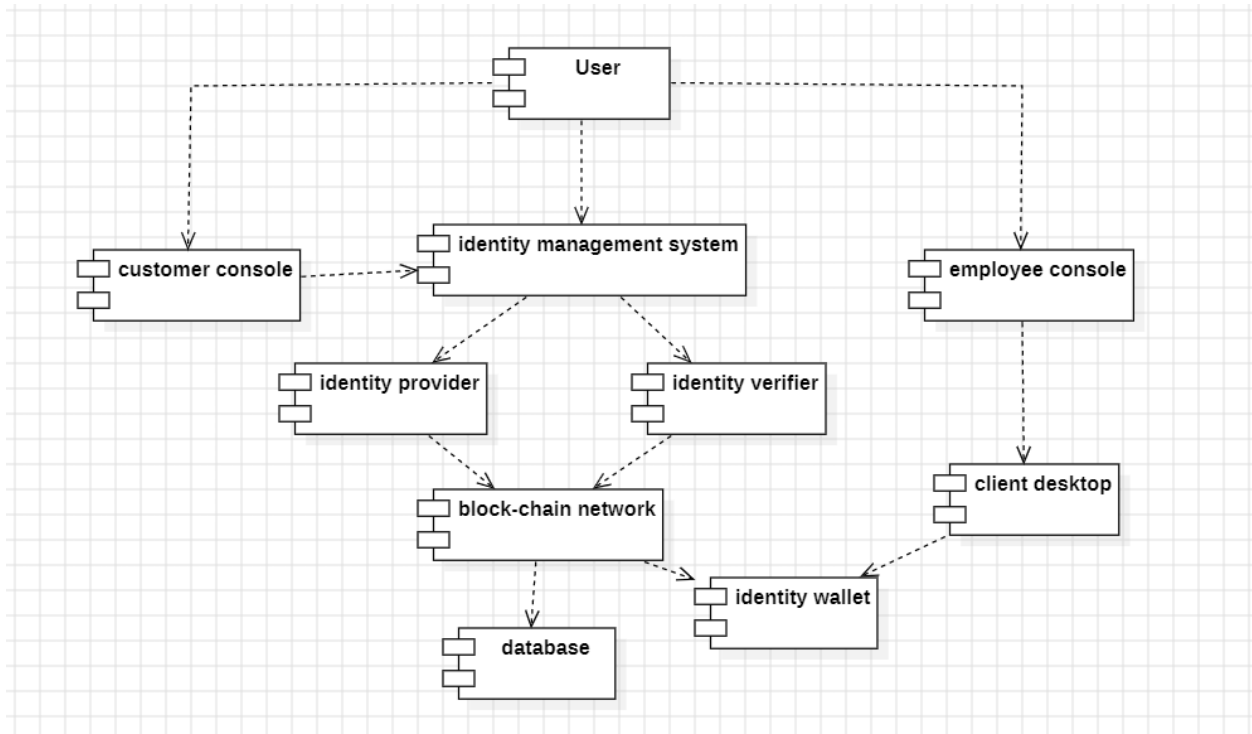 User
identity management system
customer console
employee console
identity provider
identity verifier
client desktop
block-chain network
identity wallet
database